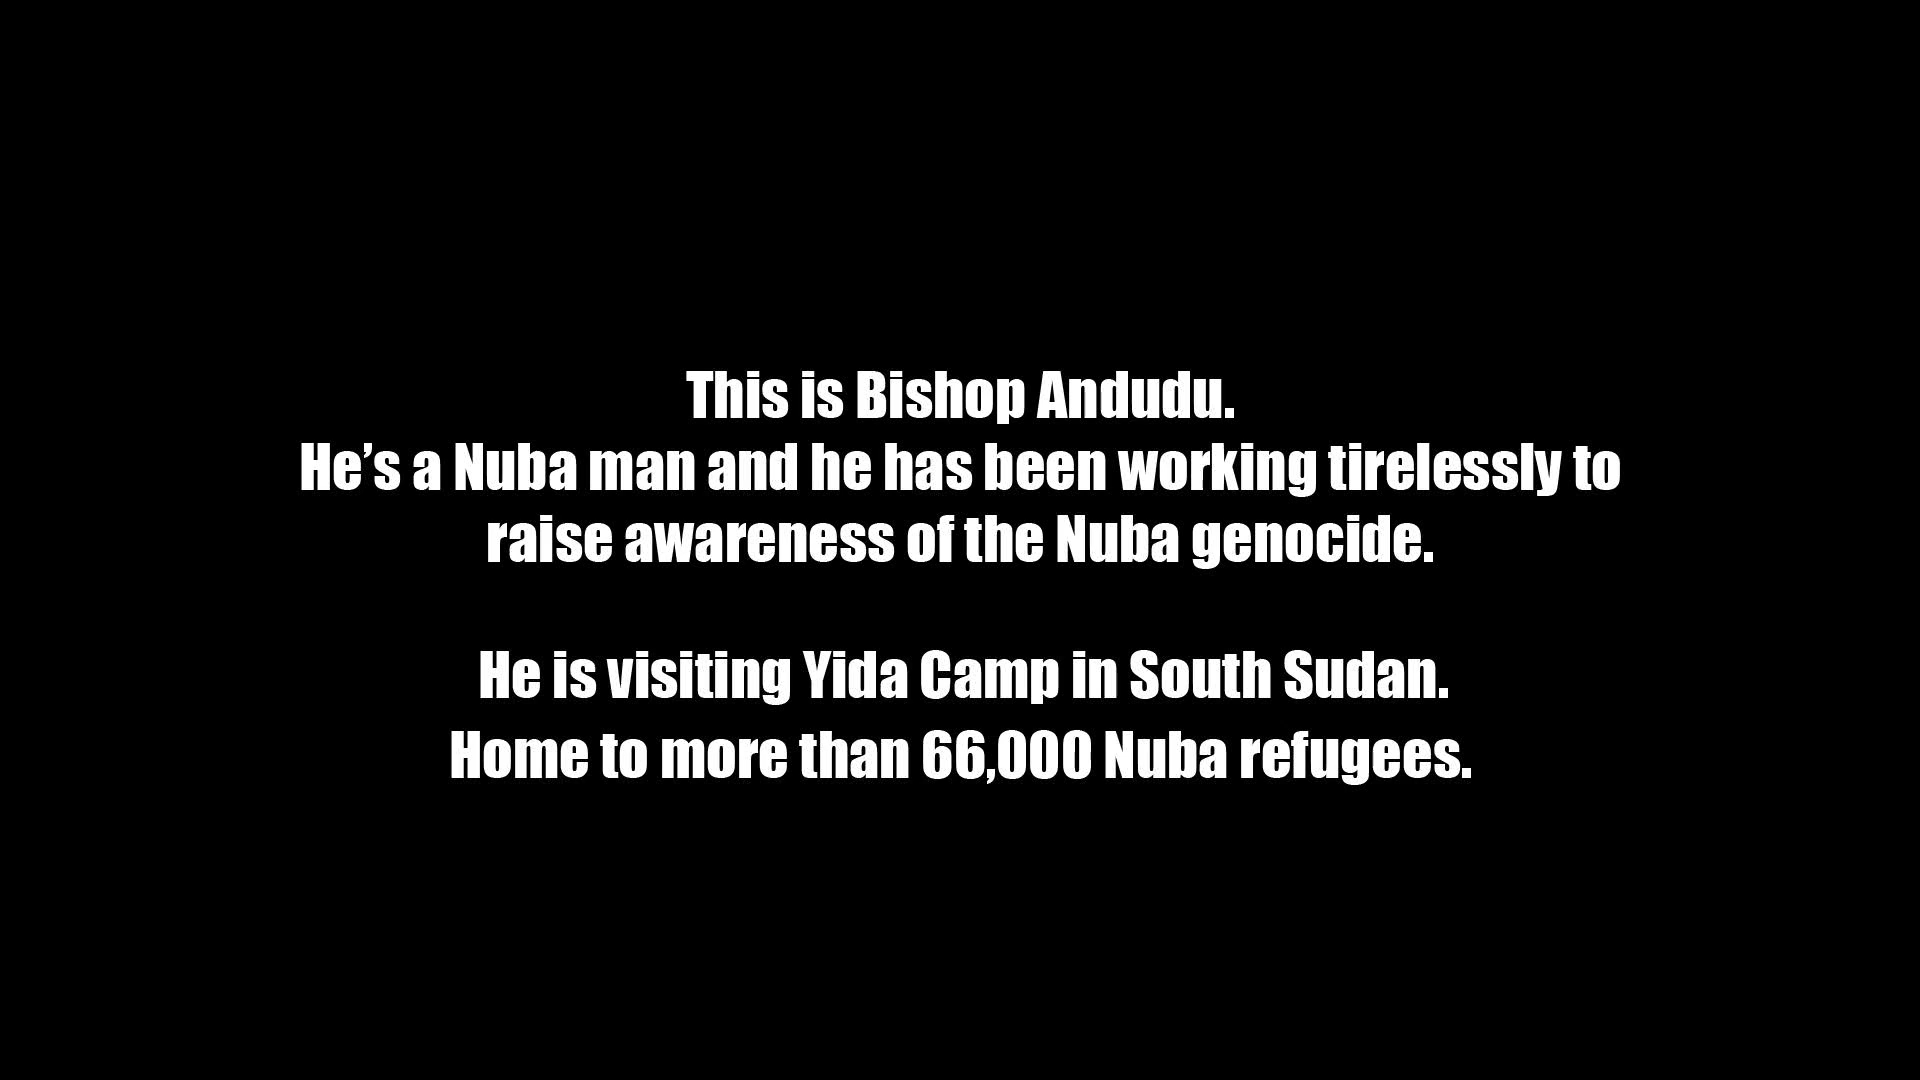 This is Bishop Andudu.
He’s a Nuba man and he has been working tirelessly to
raise awareness of the Nuba genocide.
He is visiting Yida Camp in South Sudan.
Home to more than 66,000 Nuba refugees.